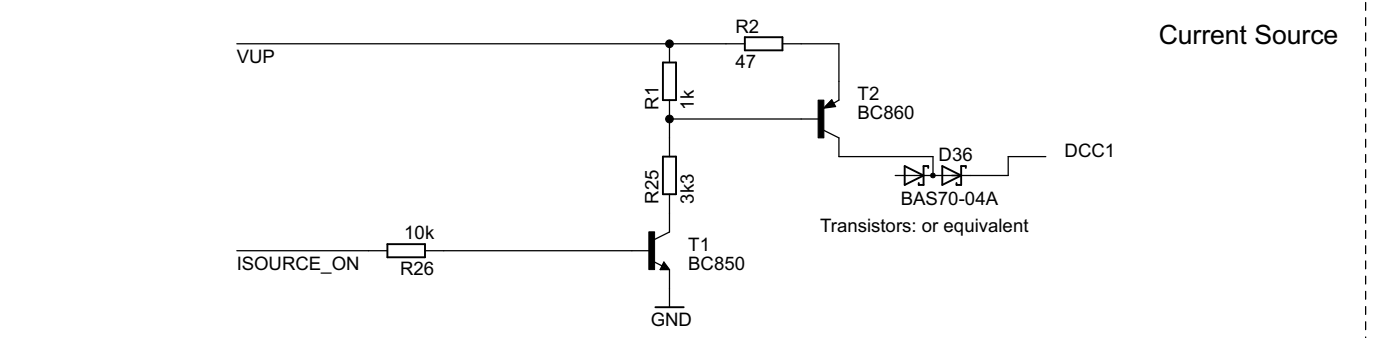 Current Source
VUP
R2
47
R1
1k
T2
BC860
D36
DCC1
BAS70-04A
R25
3k3
Transistors: or equivalent
10k
ISOURCE_ON
R26
T1
BC850
GND